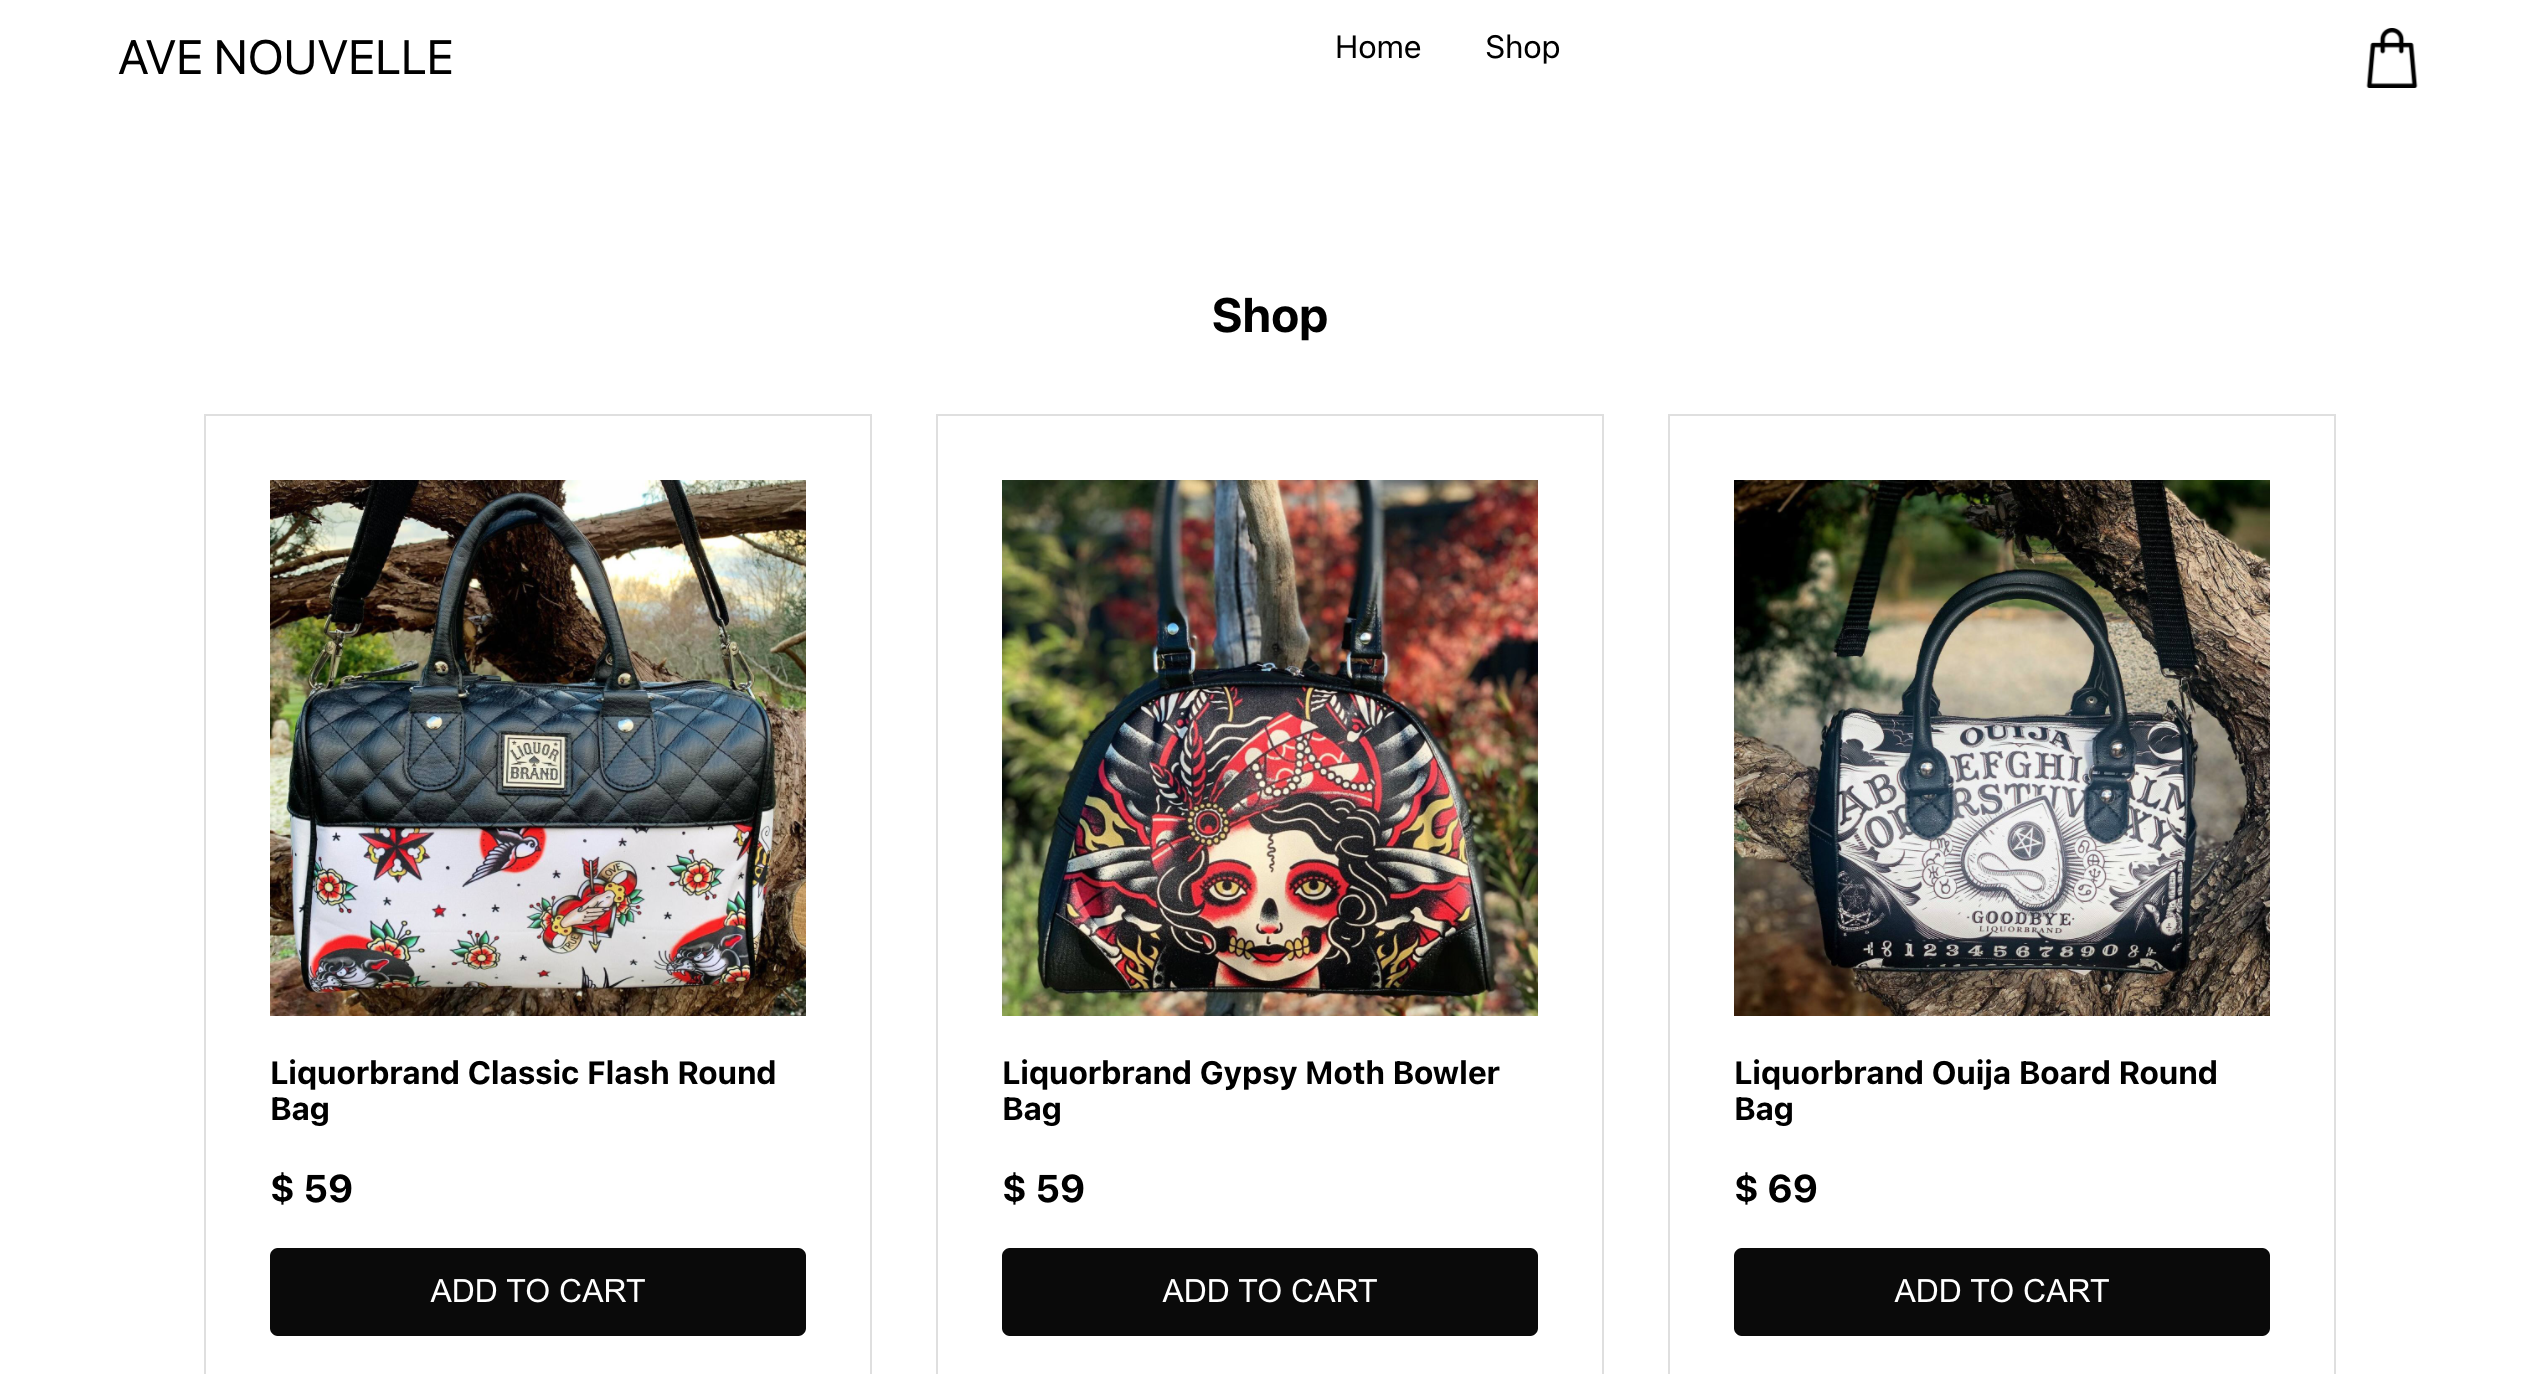 AVE NOUVELLE
Home
Shop
Shop
LIQUOR
BRAND
LOVE
TRUE
OUIJA
GOODBYE
LIQUORBRAND
1 2 3 4 5 6 7 8 9 0
Liquorbrand Classic Flash Round
Bag
$ 59
ADD TO CART
Liquorbrand Gypsy Moth Bowler
Bag
$ 59
ADD TO CART
Liquorbrand Ouija Board Round
Bag
$ 69
ADD TO CART